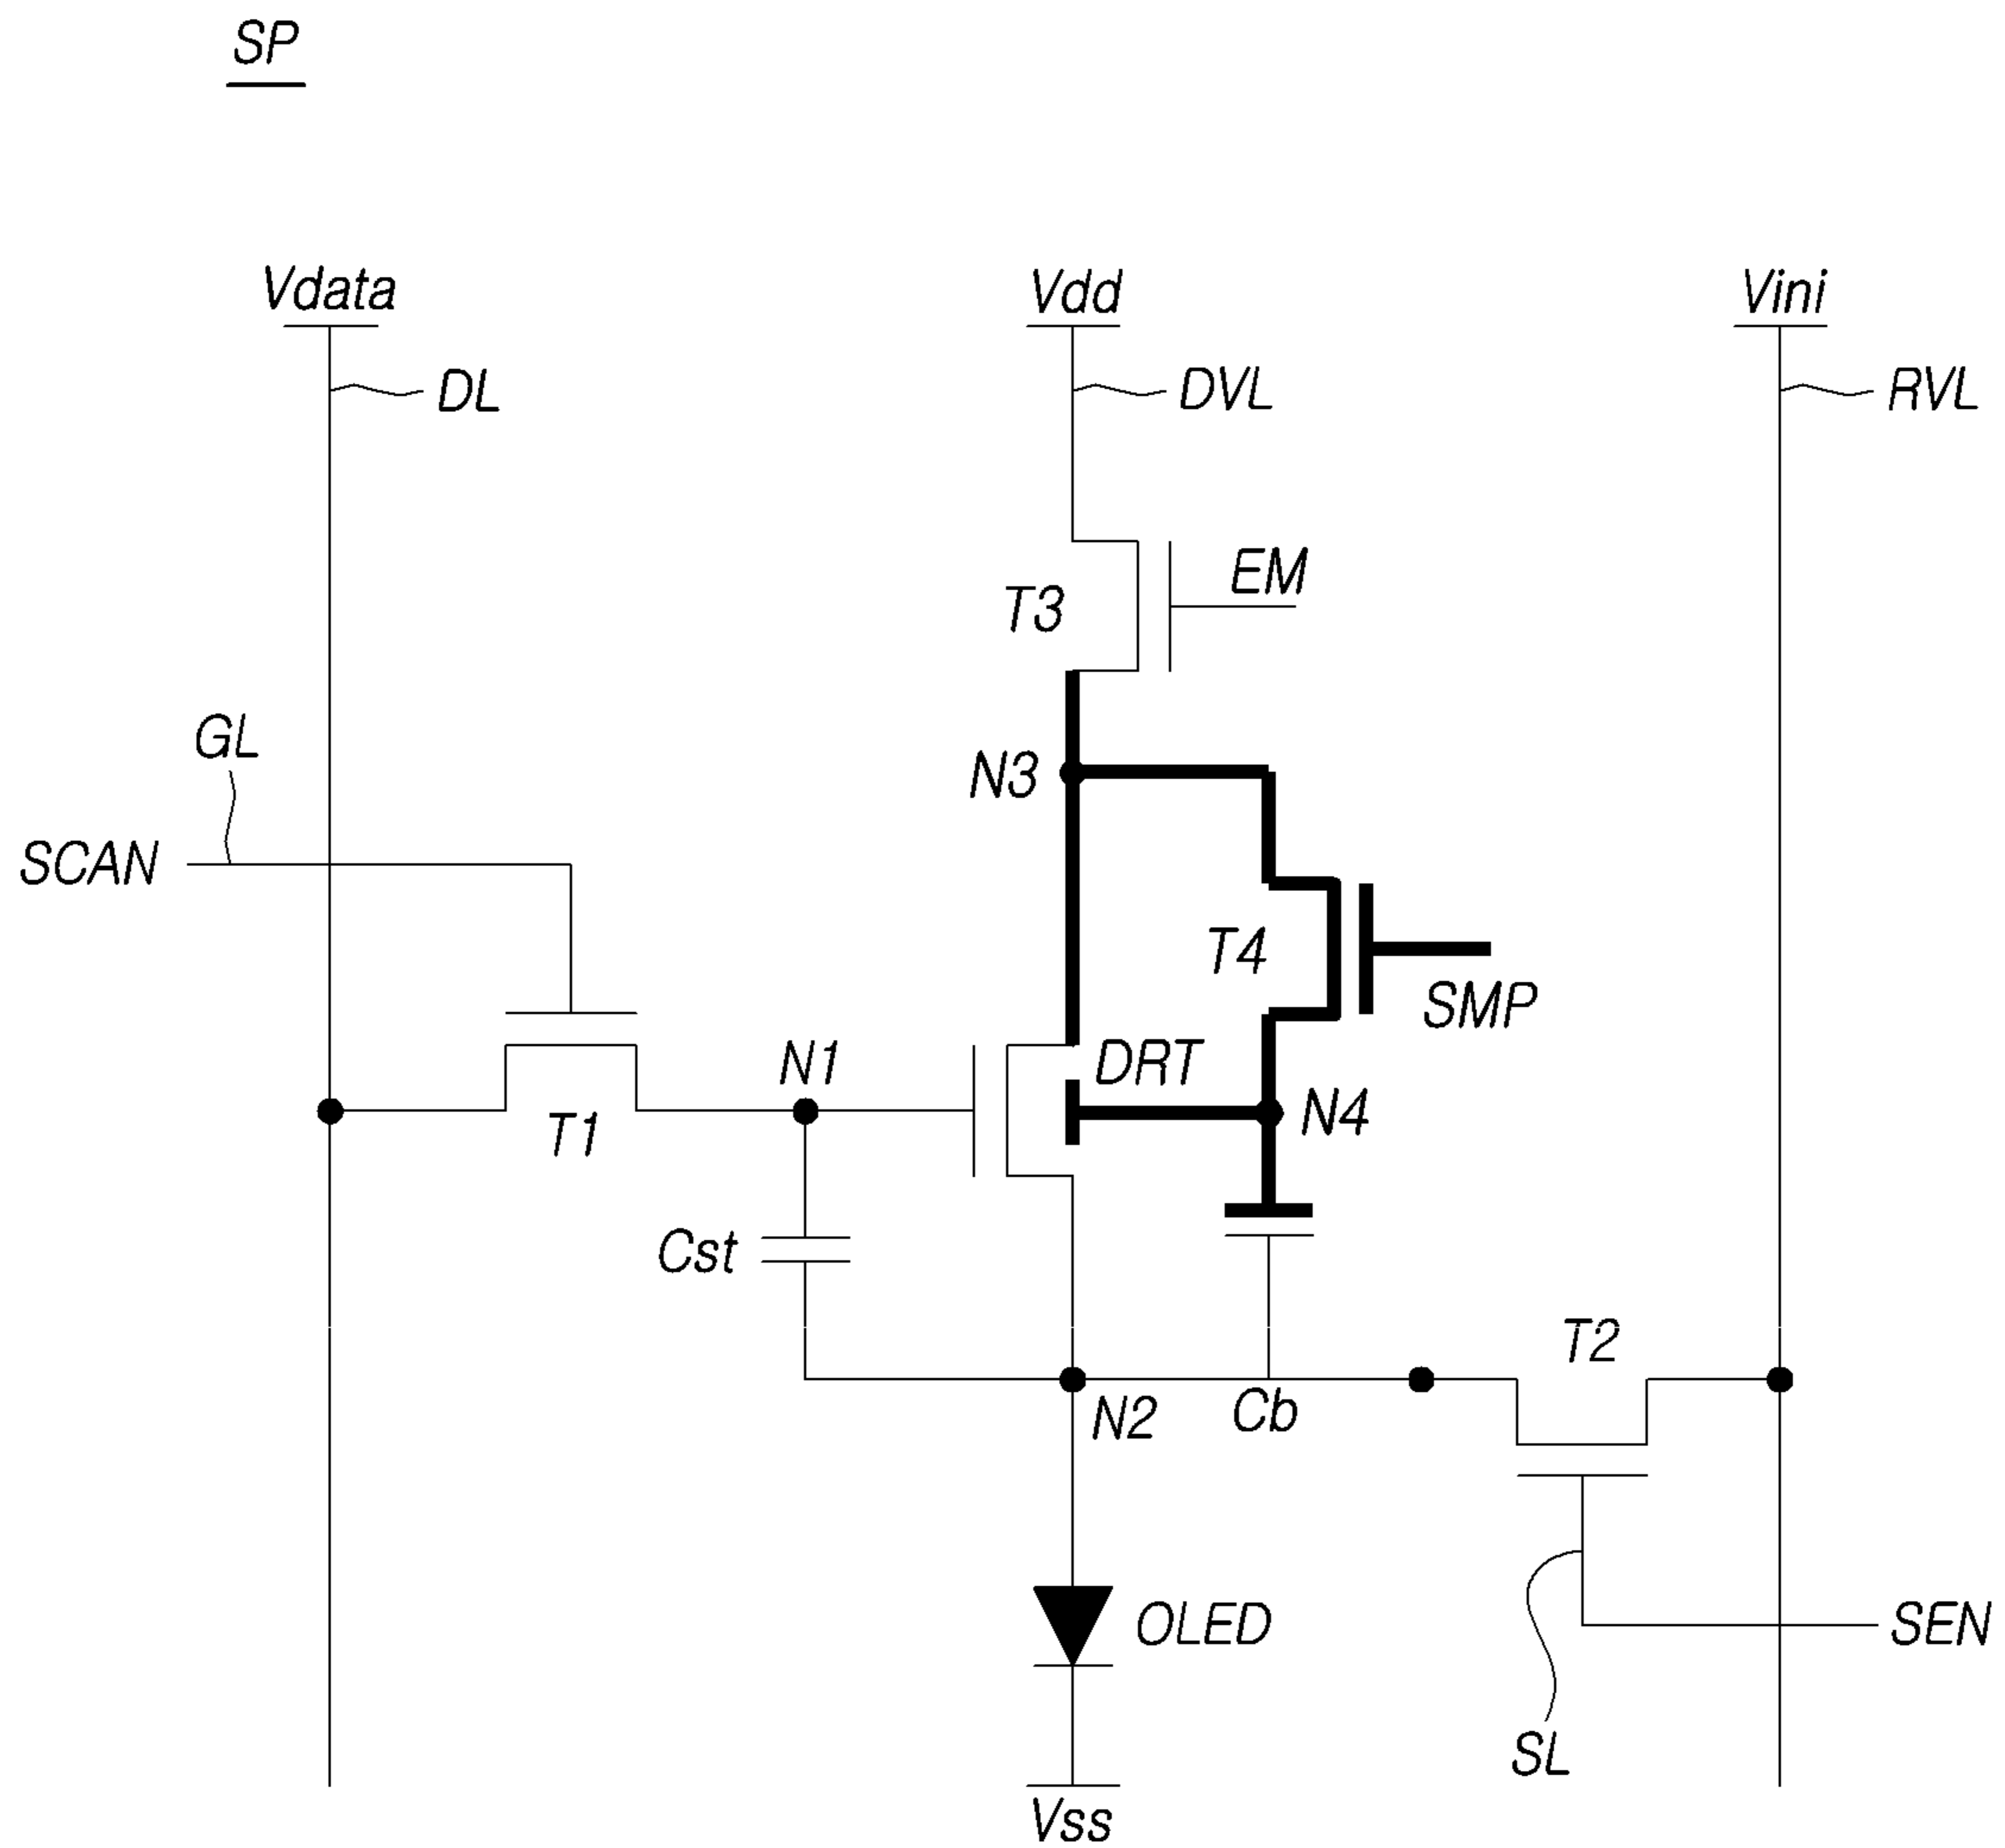 SP
Vdata
Vdd
Vini
DL
DVL
RVL
EM
T3
GL
N3
SCAN
T4
SMP
N1
DRT
N4
T1
Cst
T2
N2
Cb
OLED
SEN
SL
Vss